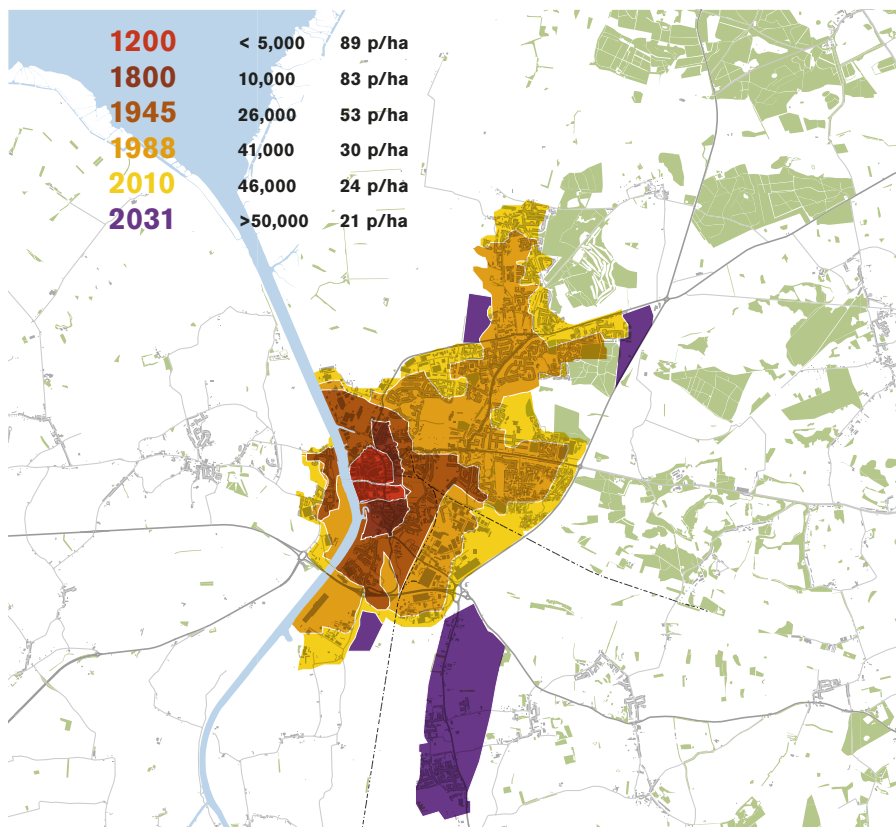 1200 < 5,000 89 p/ha
1800 10,000 83 p/ha
1945 26,000 53 p/ha
1988 41,000 30 p/ha
2010 46,000 24 p/ha
2031 >50,000 21 p/ha